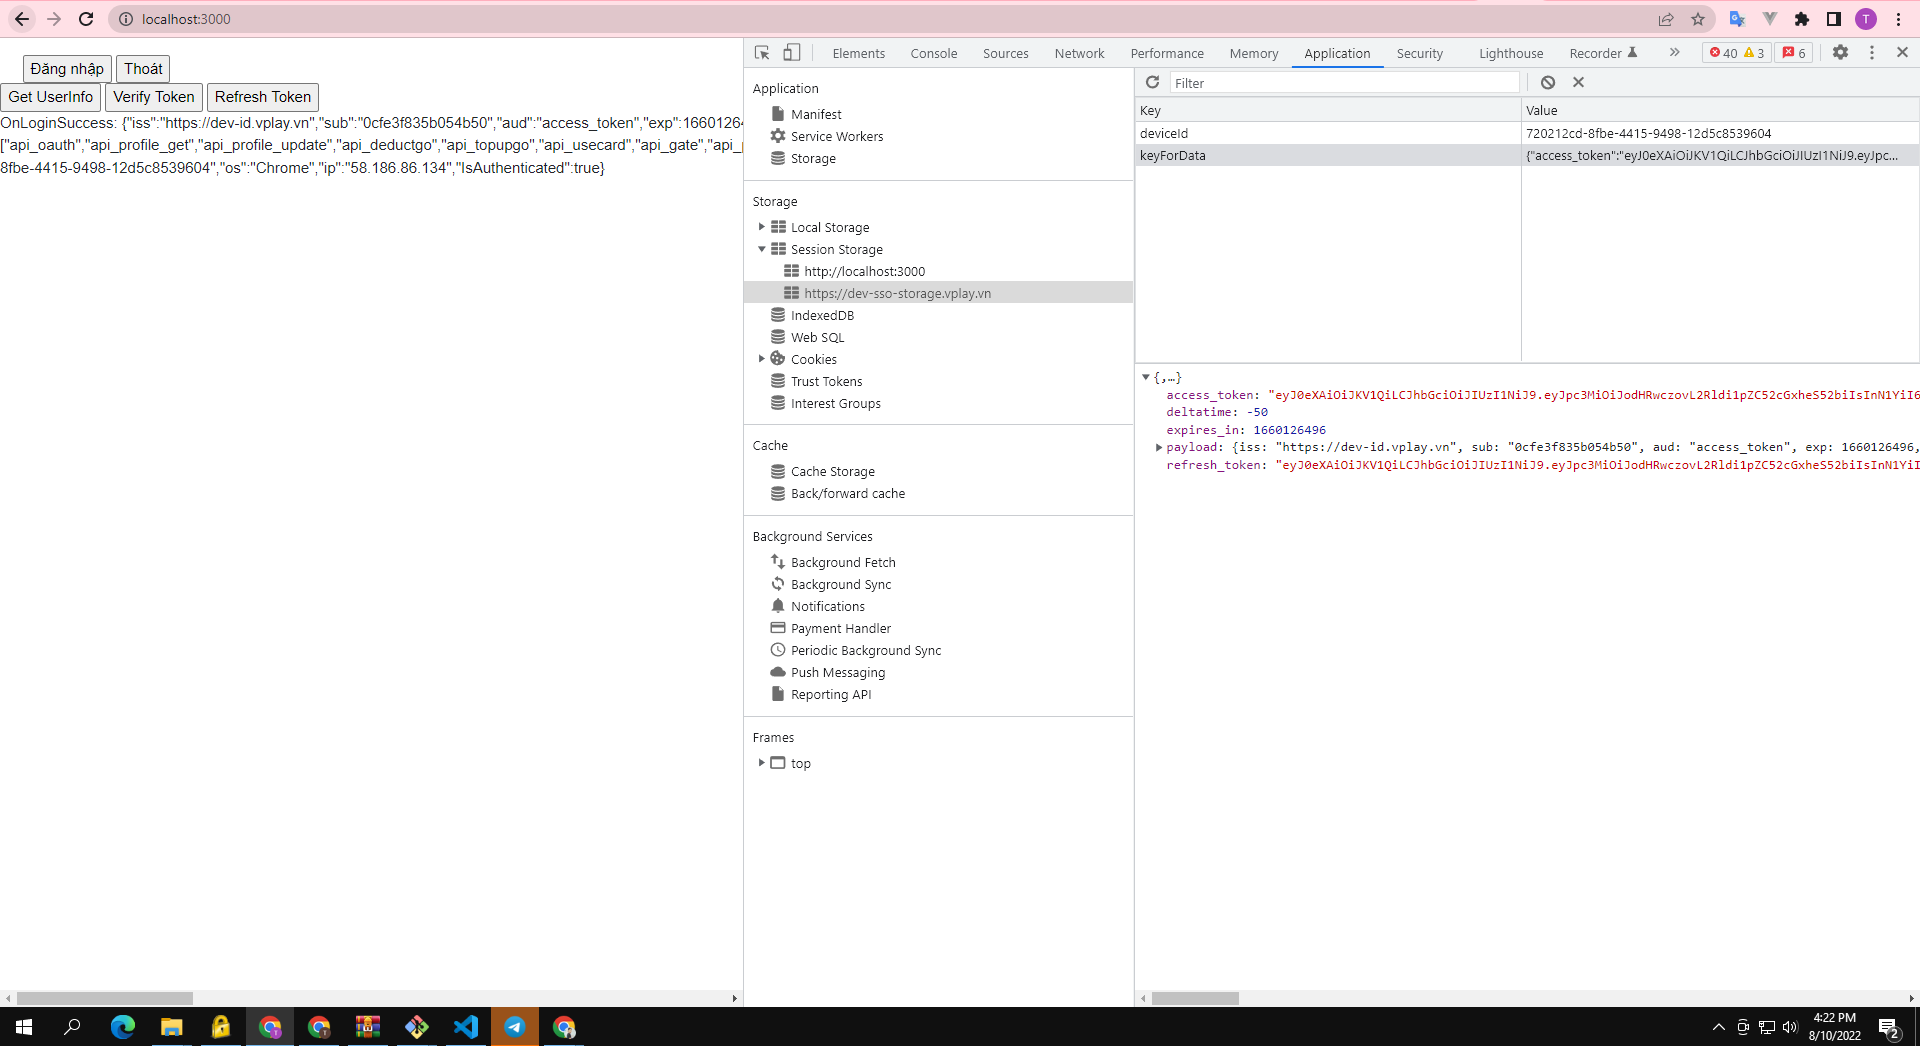 localhost:3000
T
Đăng nhập
Thoát
Get UserInfo
Verify Token
Refresh Token
OnLoginSuccess: {"iss":"https://dev-id.vplay.vn","sub":"0cfe3f835b054b50","aud":"access_token","exp":16601264
["api_oauth","api_profile_get","api_profile_update","api_deductgo","api_topupgo","api_usecard","api_gate","api_
8fbe-4415-9498-12d5c8539604","os":"Chrome","ip":"58.186.86.134","IsAuthenticated":true}
Elements
Console
Sources
Network
Performance
Memory
Application
Security
Lighthouse
Recorder
»
40
3
6
Application
Manifest
Service Workers
Storage
Storage
Local Storage
Session Storage
http://localhost:3000
https://dev-sso-storage.vplay.vn
IndexedDB
Web SQL
Cookies
Trust Tokens
Interest Groups
Cache
Cache Storage
Back/forward cache
Background Services
Background Fetch
Background Sync
Notifications
Payment Handler
Periodic Background Sync
Push Messaging
Reporting API
Frames
top
Filter
Key Value
deviceId 720212cd-8fbe-4415-9498-12d5c8539604
keyForData {"access_token":"eyJ0eXAiOiJKV1QiLCJhbGciOiJIUzI1NiJ9.eyJpc...
{,…}
access_token: "eyJ0eXAiOiJKV1QiLCJhbGciOiJIUzI1NiJ9.eyJpc3MiOiJodHRwczovL2Rldi1pZC52cGxheS52biIsInN1YiI6
deltatime: -50
expires_in: 1660126496
payload: {iss: "https://dev-id.vplay.vn", sub: "0cfe3f835b054b50", aud: "access_token", exp: 1660126496,
refresh_token: "eyJ0eXAiOiJKV1QiLCJhbGciOiJIUzI1NiJ9.eyJpc3MiOiJodHRwczovL2Rldi1pZC52cGxheS52biIsInN1YiI
4:22 PM
8/10/2022
2